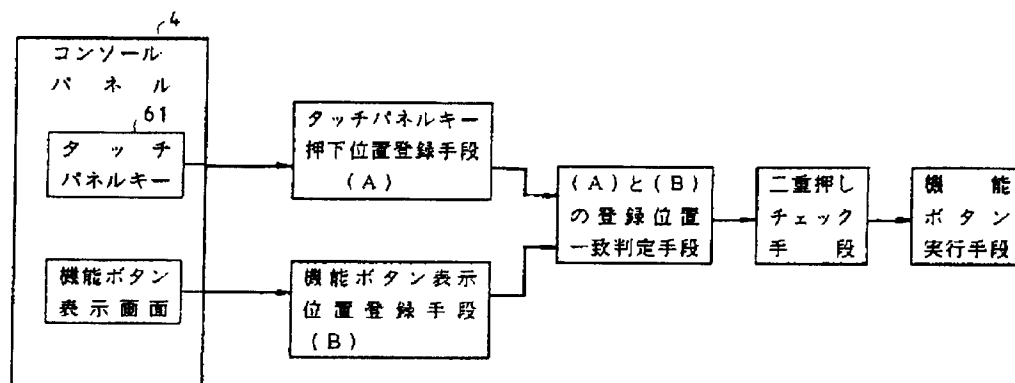 4
コンソール
パネル
61
タッチ
パネルキー
機能ボタン
表示画面
タッチパネルキー
押下位置登録手段
(A)
機能ボタン表示
位置登録手段
(B)
(A)と(B)
の登録位置
一致判定手段
二重押し
チェック
手段
機能
ボタン
実行手段